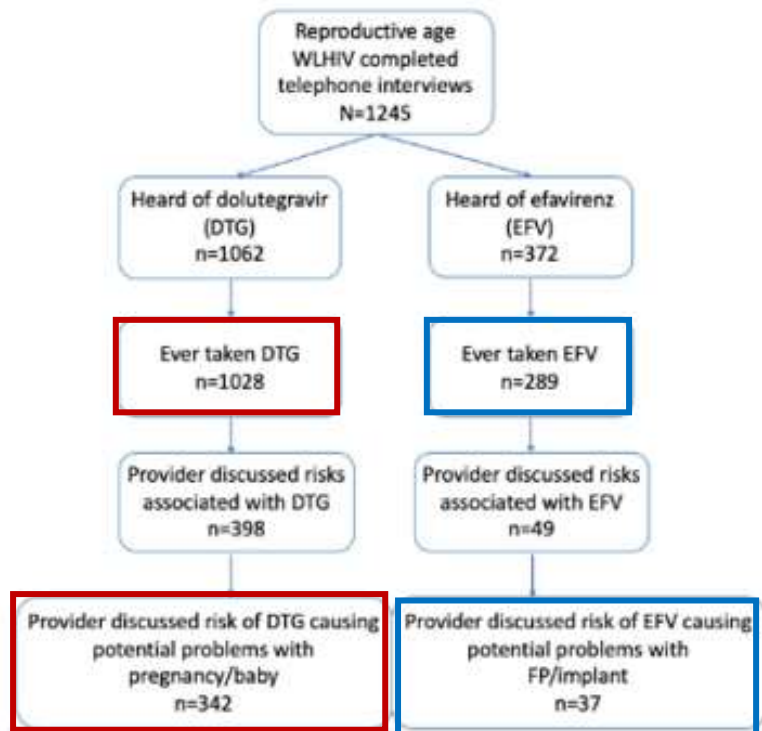 Reproductive age
WLHIV completed
telephone interviews
N=1245
Heard of dolutegravir
(DTG)
n=1062
Heard of efavirenz
(EFV)
n=372
Ever taken DTG
n=1028
Ever taken EFV
n=289
Provider discussed risks
associated with DTG
n=398
Provider discussed risks
associated with EFV
n=49
Provider discussed risk of DTG causing
potential problems with
pregnancy/baby
n=342
Provider discussed risk of EFV causing
potential problems with
FP/implant
n=37